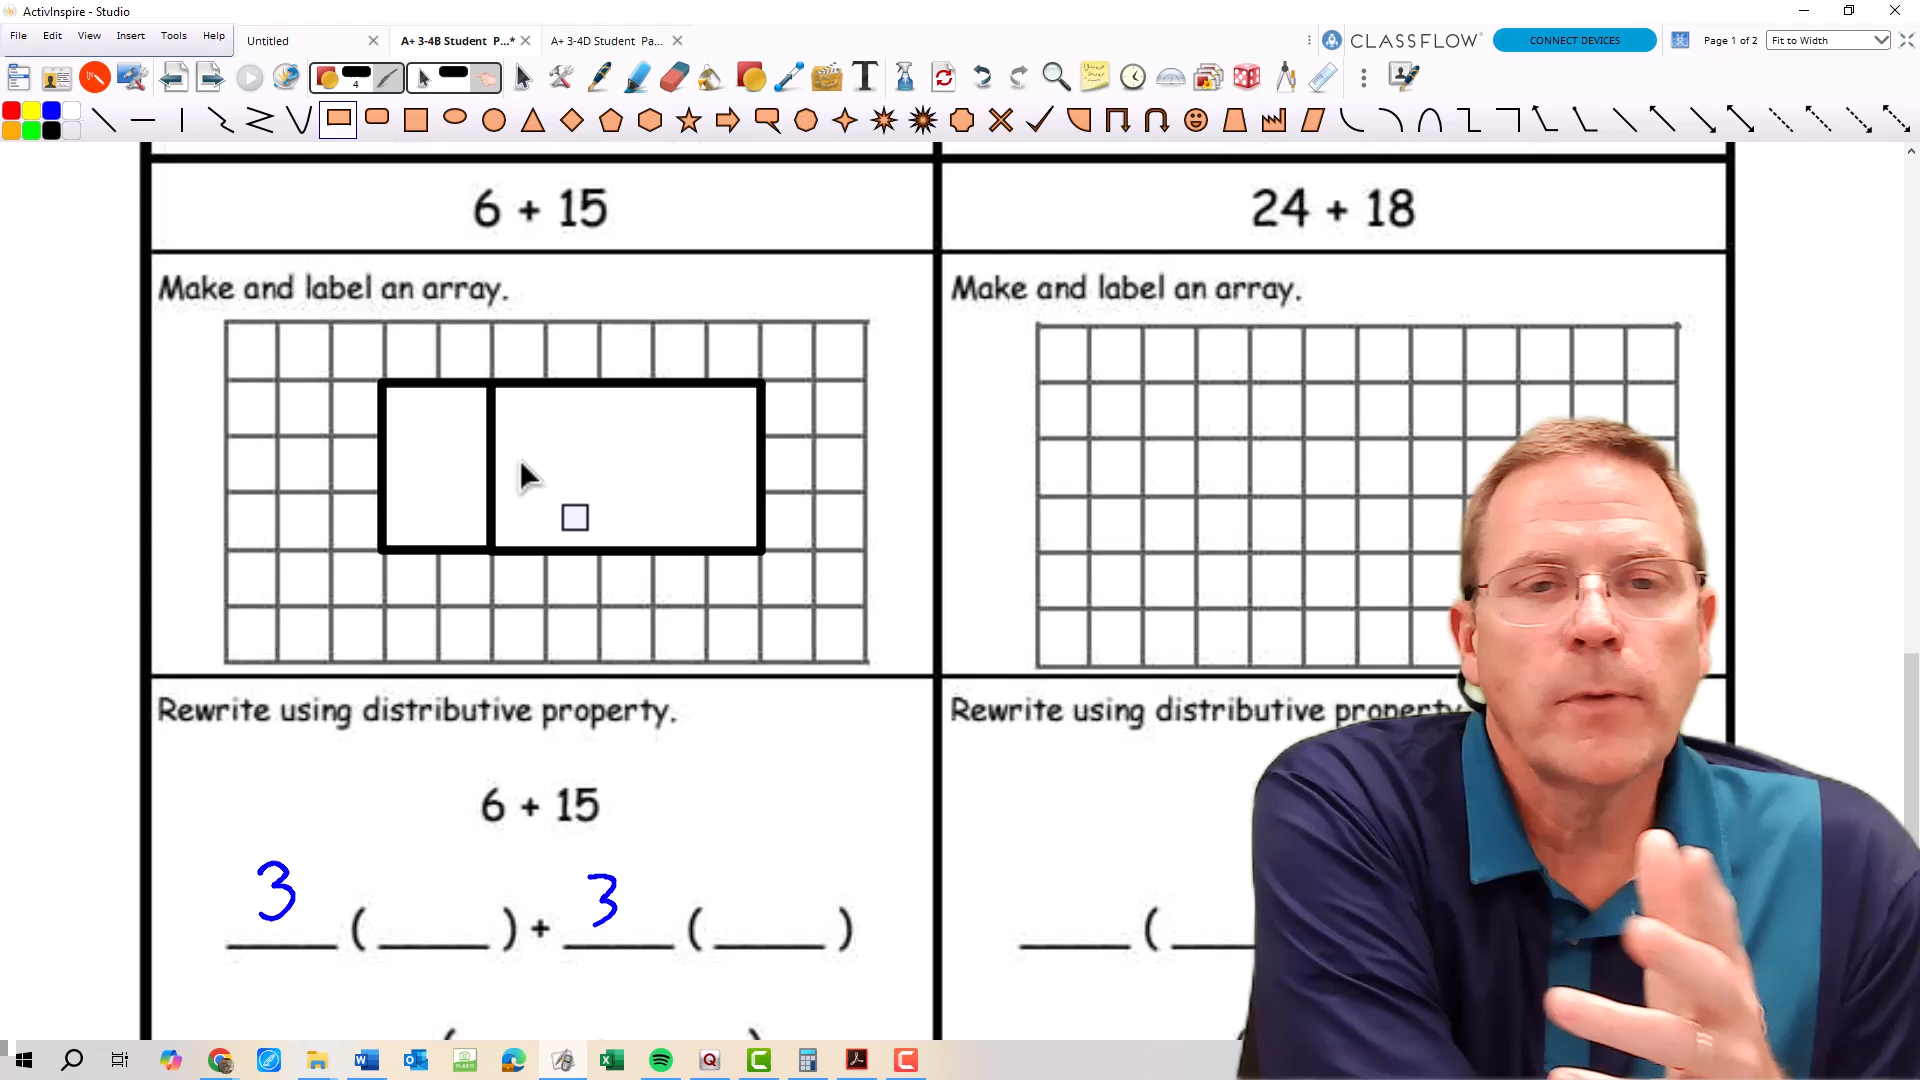 ActivInspire - Studio
File Edit View Insert Tools Help
Untitled
A+ 3-4B Student P...*
A+ 3-4D Student Pa...
CLASSFLOW
CONNECT DEVICES
Page 1 of 2
Fit to Width
4
6 + 15
24 + 18
Make and label an array.
Make and label an array.
Rewrite using distributive property.
Rewrite using distributive property
6 + 15
3 ( ) + 3 ( )
(